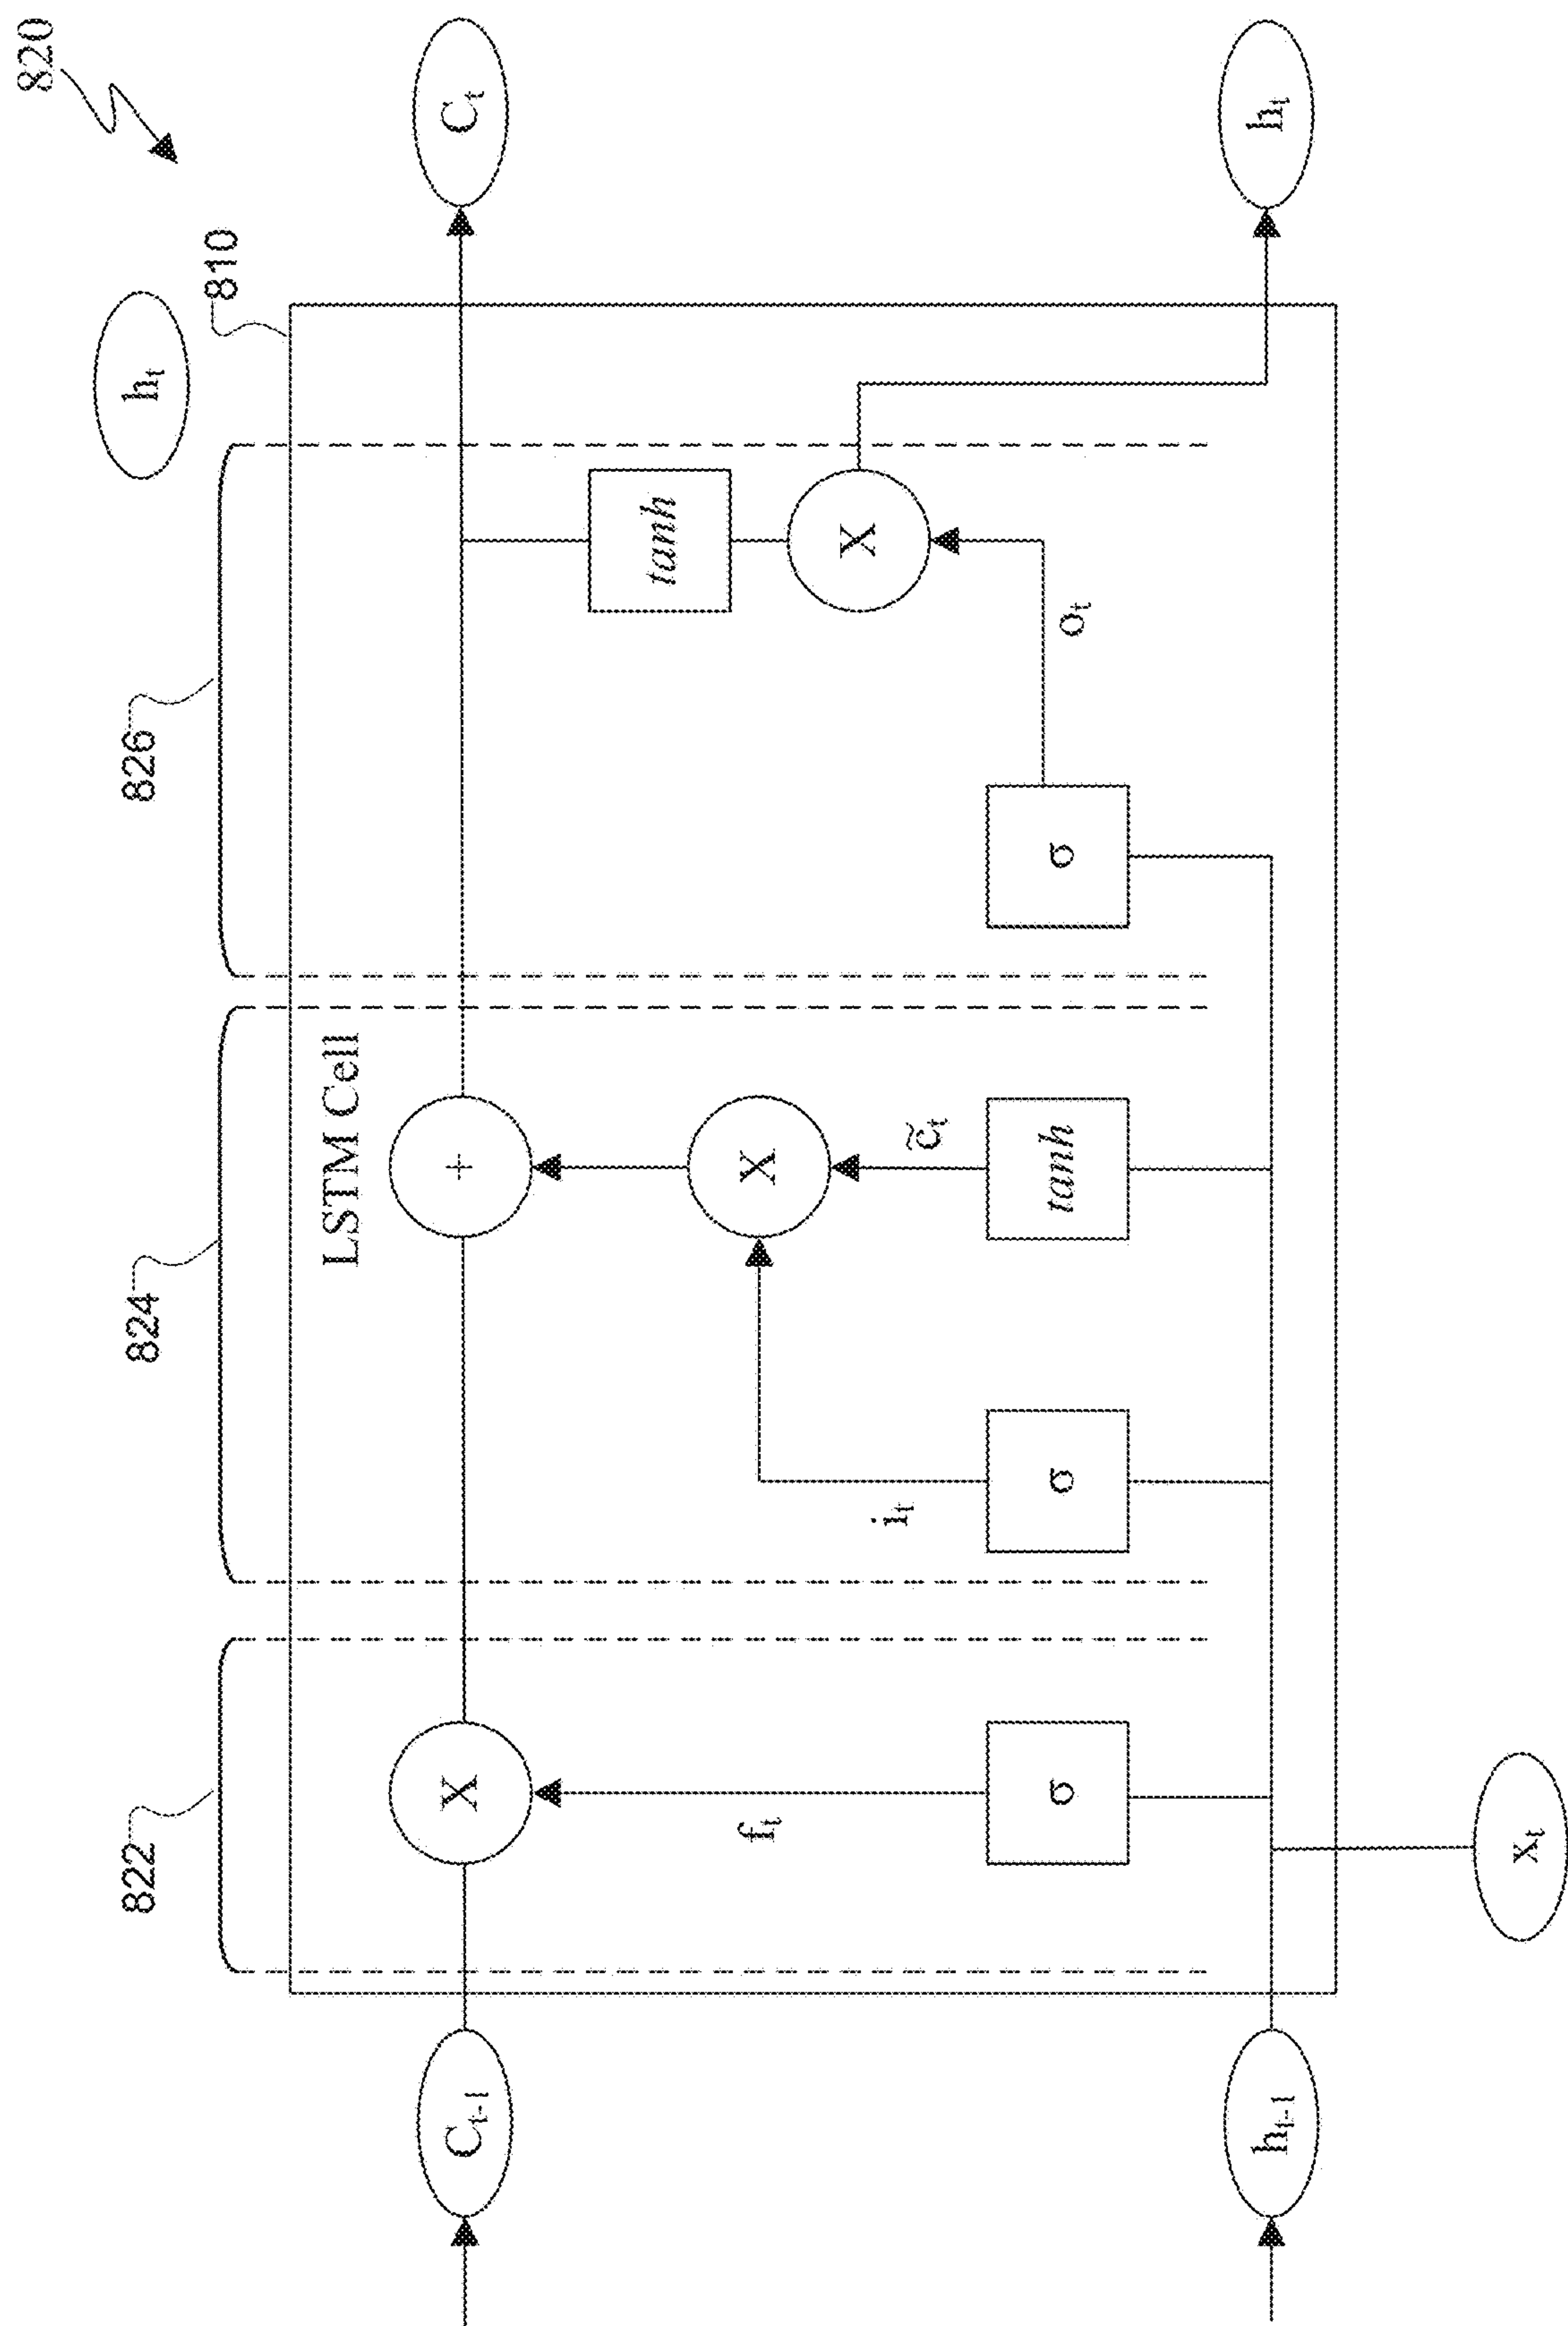 820
810
822
824
826
hₜ
LSTM Cell
Cₜ₋₁
X
+
Cₜ
fₜ
iₜ
X
c̃ₜ
tanh
X
oₜ
σ
σ
tanh
σ
hₜ₋₁
hₜ
xₜ